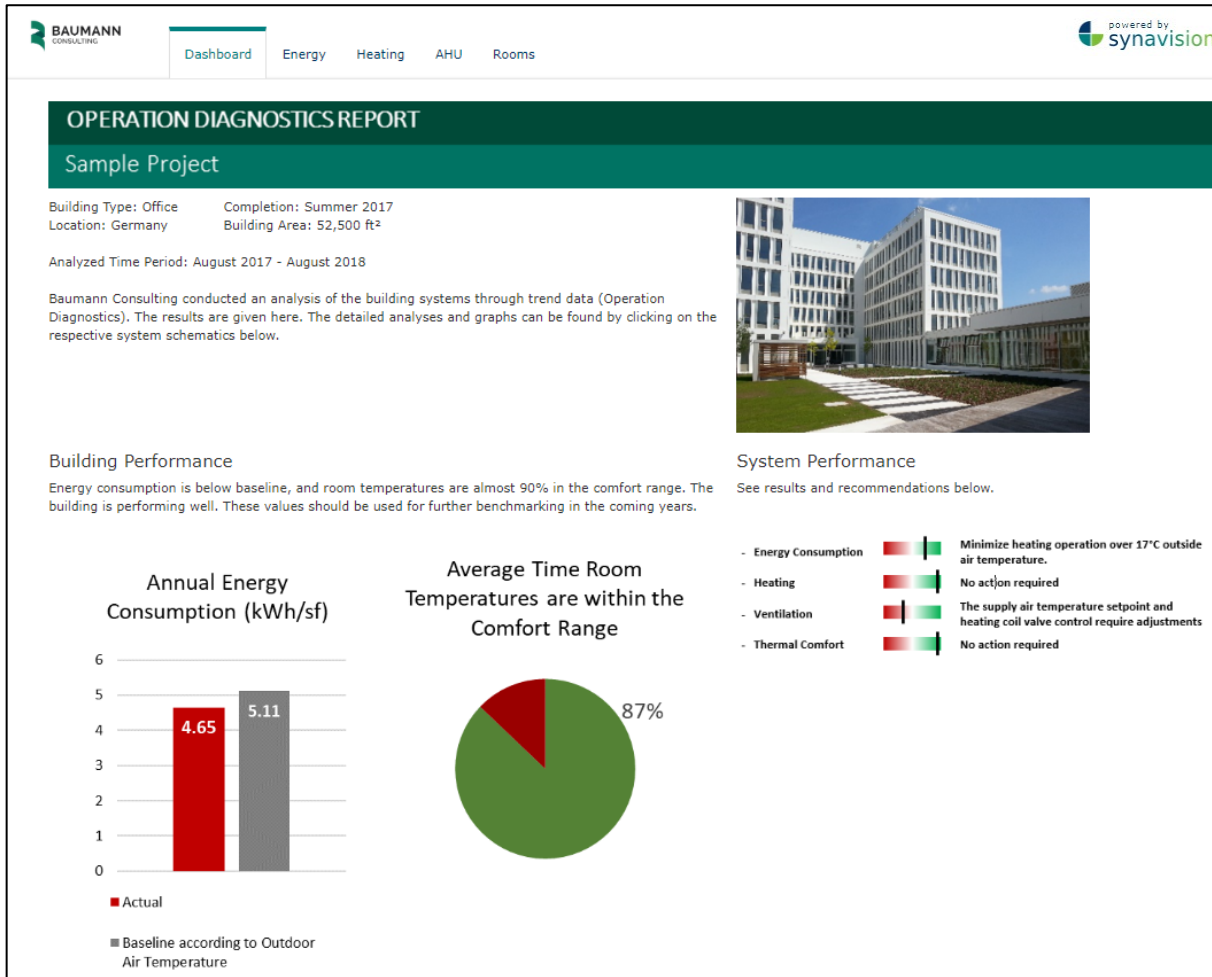 BAUMANN
CONSULTING
Dashboard Energy Heating AHU Rooms
powered by
synavision
OPERATION DIAGNOSTICS REPORT
Sample Project
Building Type: Office Completion: Summer 2017
Location: Germany Building Area: 52,500 ft²
Analyzed Time Period: August 2017 - August 2018
Baumann Consulting conducted an analysis of the building systems through trend data (Operation
Diagnostics). The results are given here. The detailed analyses and graphs can be found by clicking on the
respective system schematics below.
Building Performance
Energy consumption is below baseline, and room temperatures are almost 90% in the comfort range. The
building is performing well. These values should be used for further benchmarking in the coming years.
Annual Energy
Consumption (kWh/sf)
6
5
4
3
2
1
0
4.65
5.11
Actual
Baseline according to Outdoor
Air Temperature
Average Time Room
Temperatures are within the
Comfort Range
87%
System Performance
See results and recommendations below.
- Energy Consumption
Minimize heating operation over 17°C outside
air temperature.
- Heating
No action required
- Ventilation
The supply air temperature setpoint and
heating coil valve control require adjustments
- Thermal Comfort
No action required